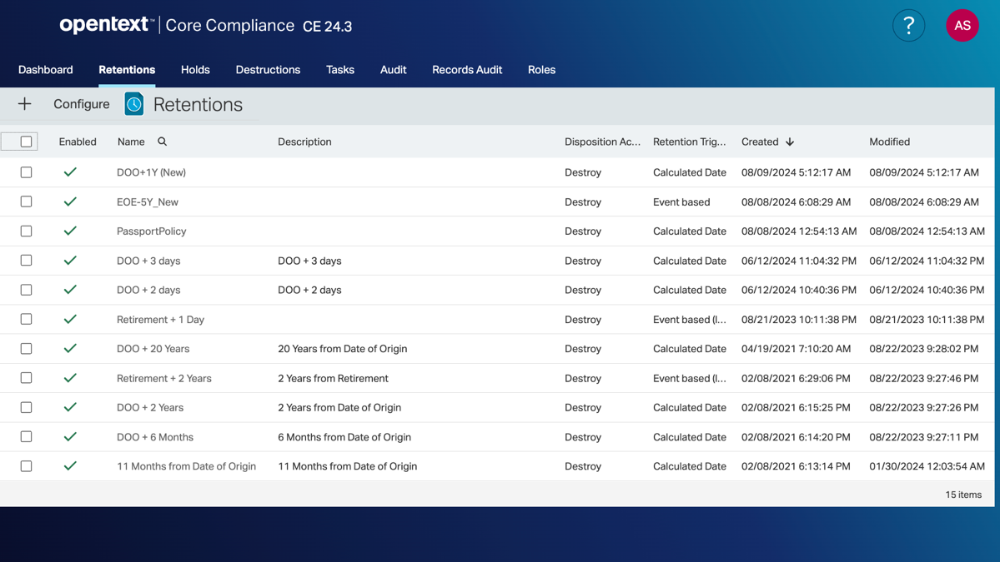 opentext™ | Core Compliance CE 24.3
? AS
Dashboard Retentions Holds Destructions Tasks Audit Records Audit Roles
+ Configure Retentions
Enabled Name Description Disposition Ac... Retention Trig... Created ↓ Modified
DOO+1Y (New) Destroy Calculated Date 08/09/2024 5:12:17 AM 08/09/2024 5:12:17 AM
EOE-5Y_New Destroy Event based 08/08/2024 6:08:29 AM 08/08/2024 6:08:29 AM
PassportPolicy Destroy Calculated Date 08/08/2024 12:54:13 AM 08/08/2024 12:54:13 AM
DOO + 3 days DOO + 3 days Destroy Calculated Date 06/12/2024 11:04:32 PM 06/12/2024 11:04:32 PM
DOO + 2 days DOO + 2 days Destroy Calculated Date 06/12/2024 10:40:36 PM 06/12/2024 10:40:36 PM
Retirement + 1 Day Destroy Event based (I... 08/21/2023 10:11:38 PM 08/21/2023 10:11:38 PM
DOO + 20 Years 20 Years from Date of Origin Destroy Calculated Date 04/19/2021 7:10:20 AM 08/22/2023 9:28:02 PM
Retirement + 2 Years 2 Years from Retirement Destroy Event based (I... 02/08/2021 6:29:06 PM 08/22/2023 9:27:46 PM
DOO + 2 Years 2 Years from Date of Origin Destroy Calculated Date 02/08/2021 6:15:25 PM 08/22/2023 9:27:26 PM
DOO + 6 Months 6 Months from Date of Origin Destroy Calculated Date 02/08/2021 6:14:20 PM 08/22/2023 9:27:11 PM
11 Months from Date of Origin 11 Months from Date of Origin Destroy Calculated Date 02/08/2021 6:13:14 PM 01/30/2024 12:03:54 AM
15 items